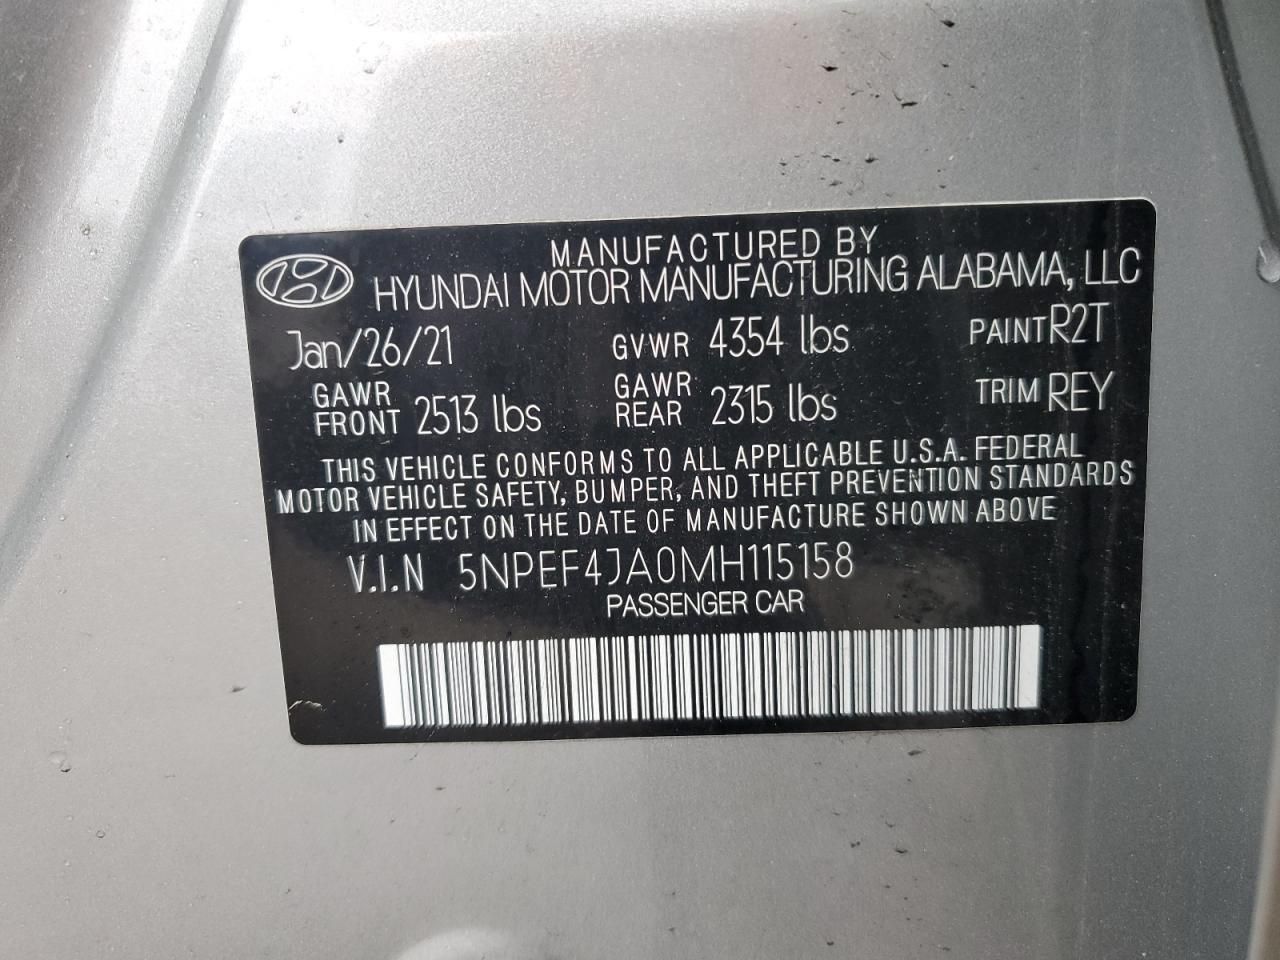 MANUFACTURED BY
HYUNDAI MOTOR MANUFACTURING ALABAMA, LLC
Jan/26/21 GVWR 4354 lbs PAINT R2T
GAWR FRONT 2513 lbs GAWR REAR 2315 lbs TRIM REY
THIS VEHICLE CONFORMS TO ALL APPLICABLE U.S.A. FEDERAL
MOTOR VEHICLE SAFETY, BUMPER, AND THEFT PREVENTION STANDARDS
IN EFFECT ON THE DATE OF MANUFACTURE SHOWN ABOVE
V.I.N 5NPEF4JA0MH115158
PASSENGER CAR